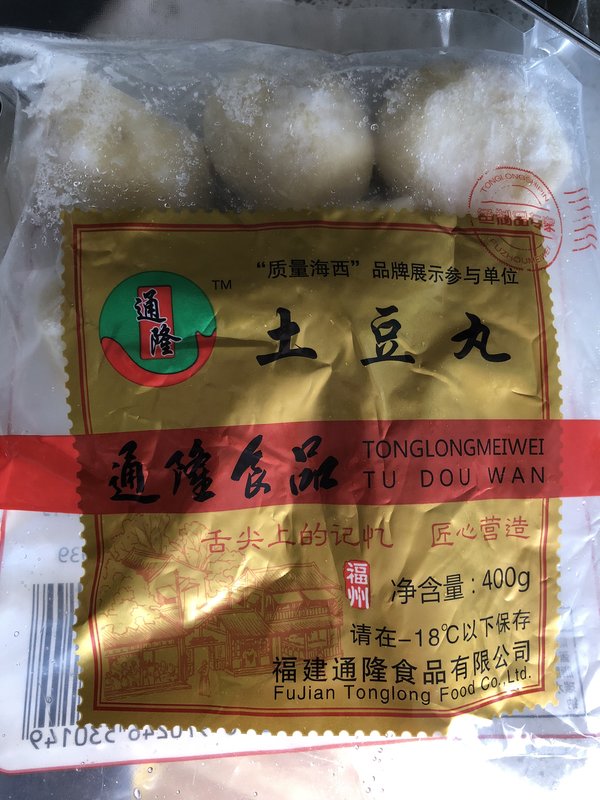 TONGLONGSHIPIN
FUZHOUMEIWEI
“质量海西”品牌展示参与单位
通隆
TM
土豆丸
通隆食品
TONGLONGMEIWEI
TU DOU WAN
舌尖上的记忆 匠心营造
福州
净含量:400g
请在-18℃以下保存
福建通隆食品有限公司
FuJian Tonglong Food Co.,Ltd.